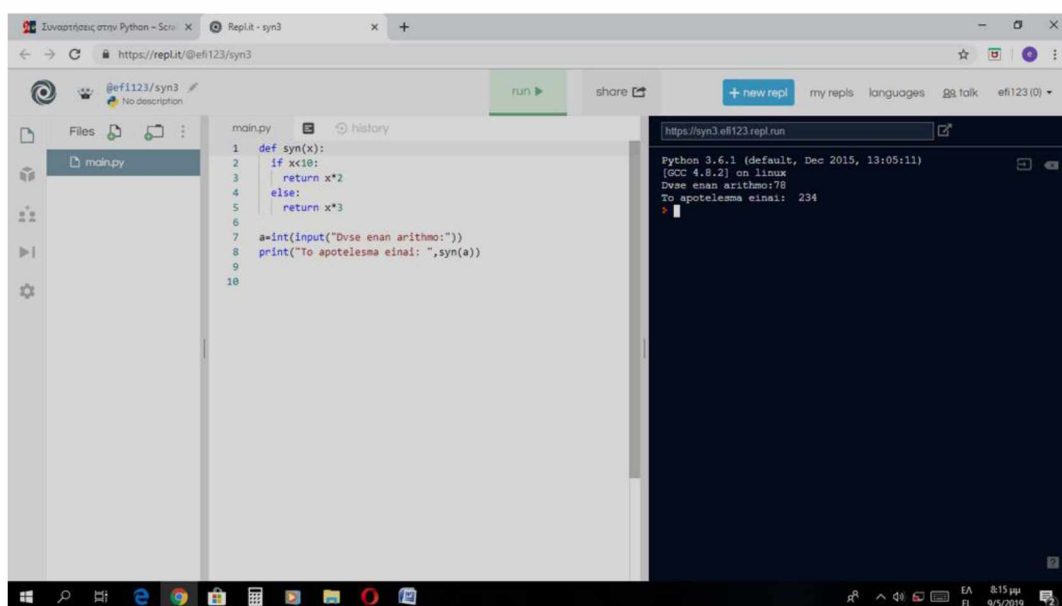 Συναρτήσεις στην Python – Scra
Repl.it - syn3
https://repl.it/@efi123/syn3
@efi123/syn3
No description
run
share
+ new repl
my repls
languages
talk
efi123 (0)
Files
main.py
main.py
history
https://syn3.efi123.repl.run
1 def syn(x):
2 if x<10:
3 return x*2
4 else:
5 return x*3
6
7 a=int(input("Dvse enan arithmo:"))
8 print("To apotelesma einai: ",syn(a))
9
10
Python 3.6.1 (default, Dec 2015, 13:05:11)
[GCC 4.8.2] on linux
Dvse enan arithmo:78
To apotelesma einai:  234
>
ΕΛ
8:15 μμ
9/5/2019